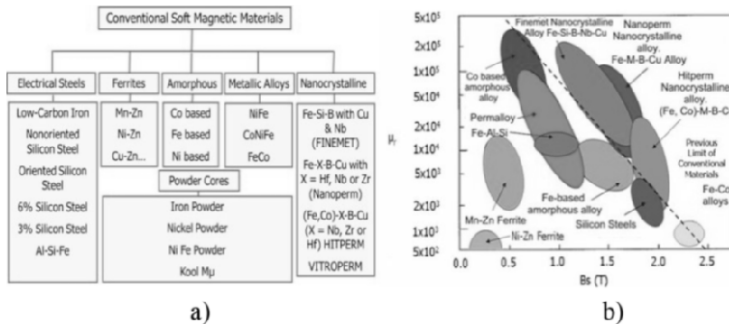 Conventional Soft Magnetic Materials
Electrical Steels
Low-Carbon Iron
Nonoriented
Silicon Steel
Oriented Silicon
Steel
6% Silicon Steel
3% Silicon Steel
Al-Si-Fe
Ferrites
Mn-Zn
Ni-Zn
Cu-Zn...
Amorphous
Co based
Fe based
Ni based
Metallic Alloys
NiFe
CoNiFe
FeCo
Powder Cores
Iron Powder
Nickel Powder
Ni Fe Powder
Kool Mμ
Nanocrystalline
Fe-Si-B with Cu
& Nb
(FINEMET)
Fe-X-B-Cu with
X = Hf, Nb or Zr
(Nanoperm)
(Fe,Co)-X-B-Cu
(X = Nb, Zr or
Hf) HITPERM
VITROPERM
a)
5x10⁵
Finemet Nanocrystalline
Alloy Fe-Si-B-Nb-Cu
Nanoperm
Nanocrystalline
alloy.
Fe-M-B-Cu Alloy
1x10⁵
Co based
amorphous
alloy
Hitperm
Nanocrystalline
alloy.
(Fe, Co)-M-B-C
5x10⁴
Permalloy
Fe-Al-Si
μr
1x10⁴
Previous
Limit of
Conventional
Materials
5x10³
Fe-based
amorphous alloy
Fe-Co
alloys
Mn-Zn Ferrite
Silicon Steels
1x10³
Ni-Zn Ferrite
5x10²
0.0
0.5
1.0
1.5
2.0
2.5
Bs (T)
b)